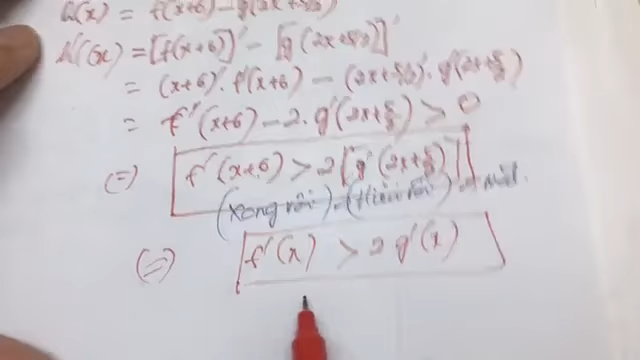 h(x) = f(x+6) - g(2x+5/2)
h'(x) = [f(x+6)]' - [g(2x+5/2)]'
= (x+6)'. f'(x+6) - (2x+5/2)'. g'(2x+5/2)
= f'(x+6) - 2. g'(2x+5/2) > 0
(=) f'(x+6) > 2[g'(2x+5/2)]
(xong rồi)
(=) f'(x) > 2 g'(x)